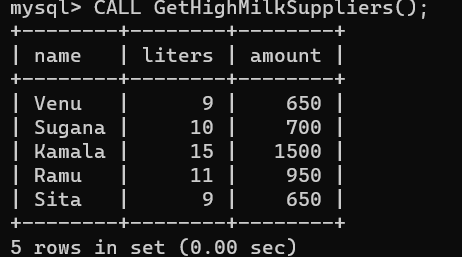 mysql> CALL GetHighMilkSuppliers();
+--------+--------+--------+
| name   | liters | amount |
+--------+--------+--------+
| Venu   |      9 |    650 |
| Sugana |     10 |    700 |
| Kamala |     15 |   1500 |
| Ramu   |     11 |    950 |
| Sita   |      9 |    650 |
+--------+--------+--------+
5 rows in set (0.00 sec)